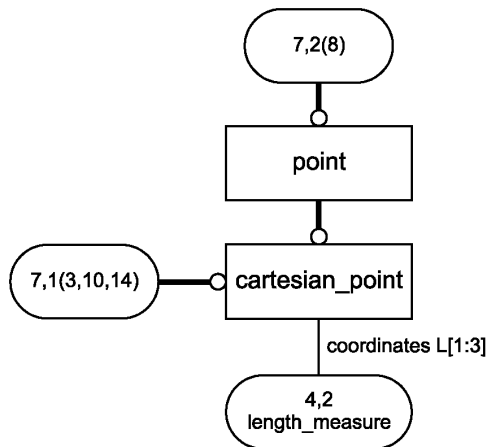 7,2(8)
point
7,1(3,10,14)
cartesian_point
coordinates L[1:3]
4,2
length_measure